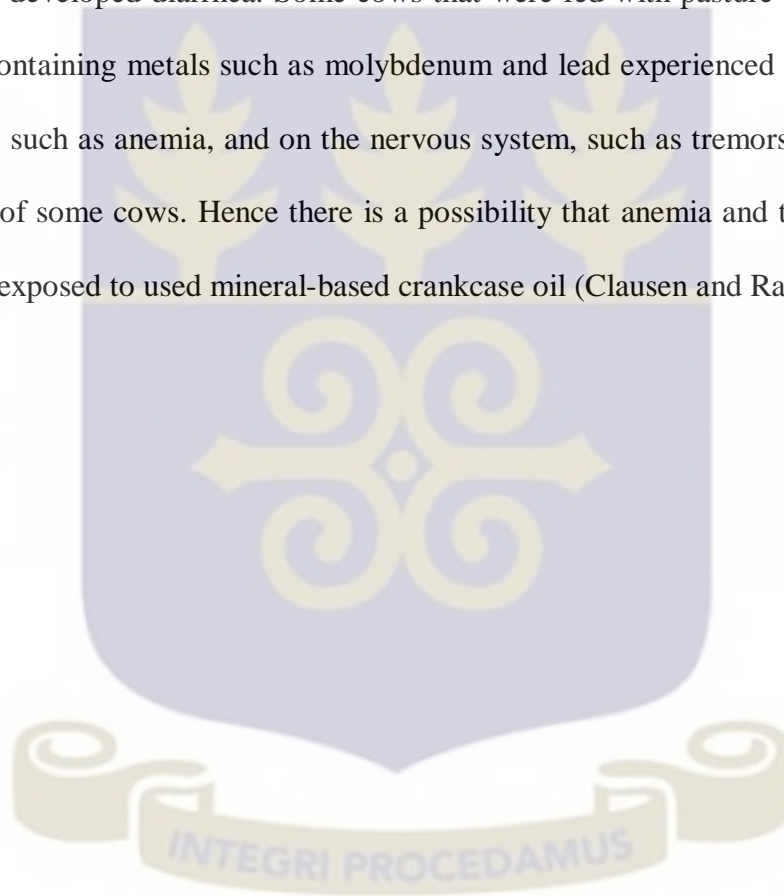 developed diarrhea. Some cows that were fed with pasture
ontaining metals such as molybdenum and lead experienced
such as anemia, and on the nervous system, such as tremors
of some cows. Hence there is a possibility that anemia and t
exposed to used mineral-based crankcase oil (Clausen and Ra
INTEGRI PROCEDAMUS